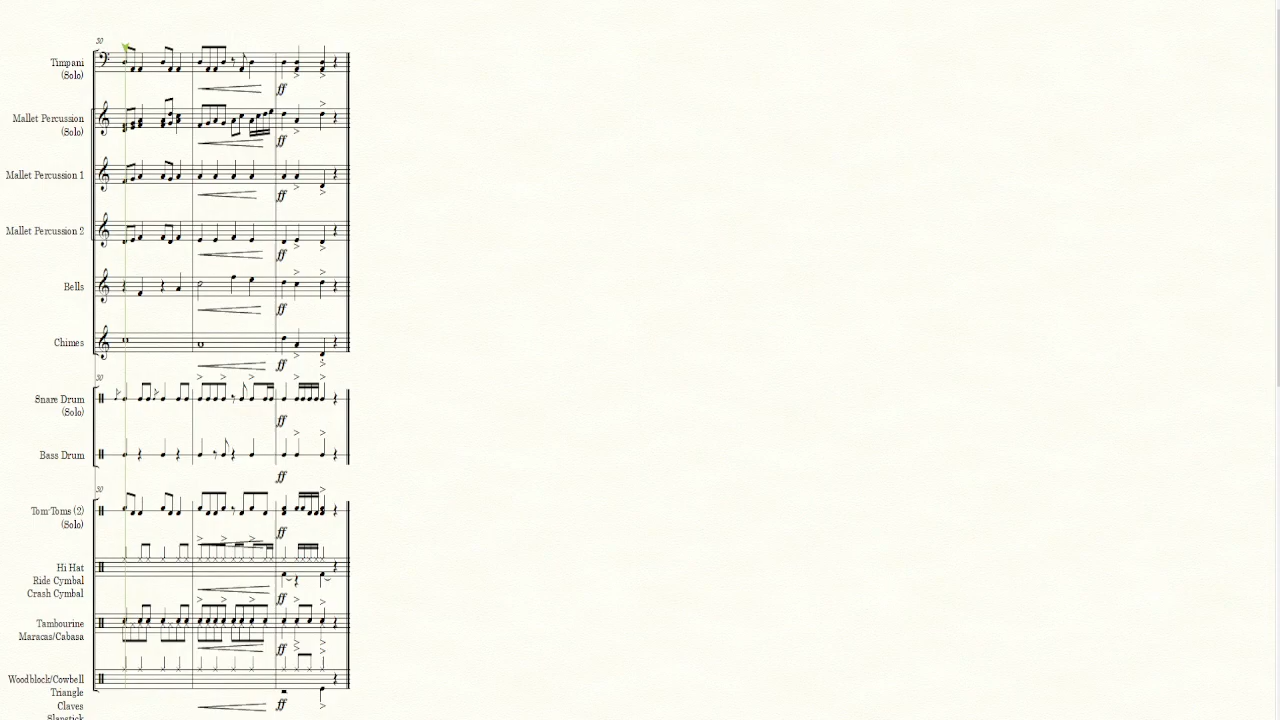 30
Timpani
(Solo)
ff
Mallet Percussion
(Solo)
ff
Mallet Percussion 1
ff
Mallet Percussion 2
ff
Bells
ff
Chimes
ff
30
Snare Drum
(Solo)
ff
Bass Drum
ff
30
Tom-Toms (2)
(Solo)
ff
Hi Hat
Ride Cymbal
Crash Cymbal
ff
Tambourine
Maracas/Cabasa
ff
Woodblock/Cowbell
Triangle
Claves
Slapstick
ff